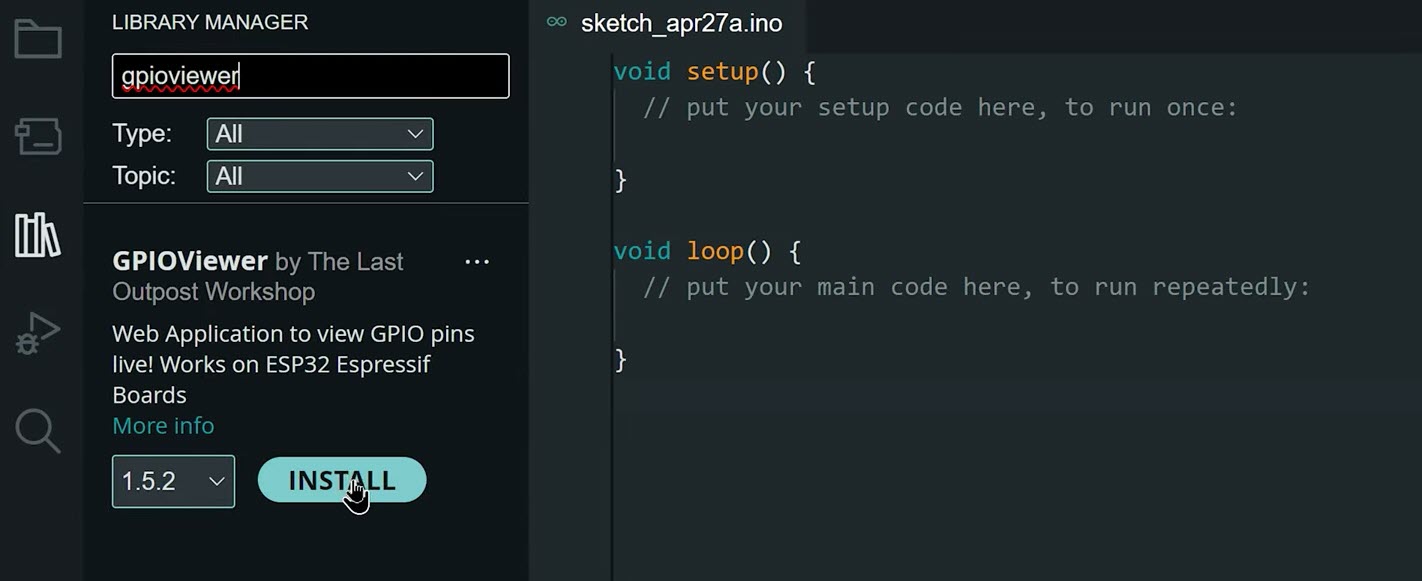 LIBRARY MANAGER
gpioviewer
Type: All
Topic: All
GPIOViewer by The Last
Outpost Workshop
Web Application to view GPIO pins
live! Works on ESP32 Espressif
Boards
More info
1.5.2 INSTALL
sketch_apr27a.ino
void setup() {
// put your setup code here, to run once:
}
void loop() {
// put your main code here, to run repeatedly:
}